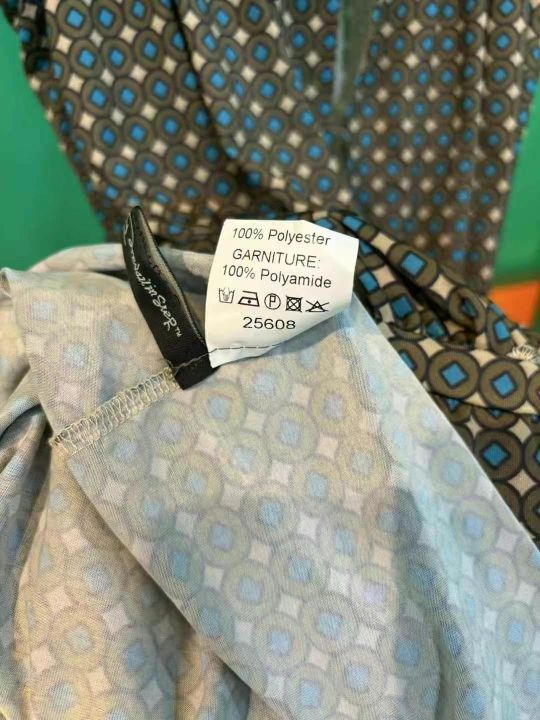 100% Polyester
GARNITURE:
100% Polyamide
P
25608